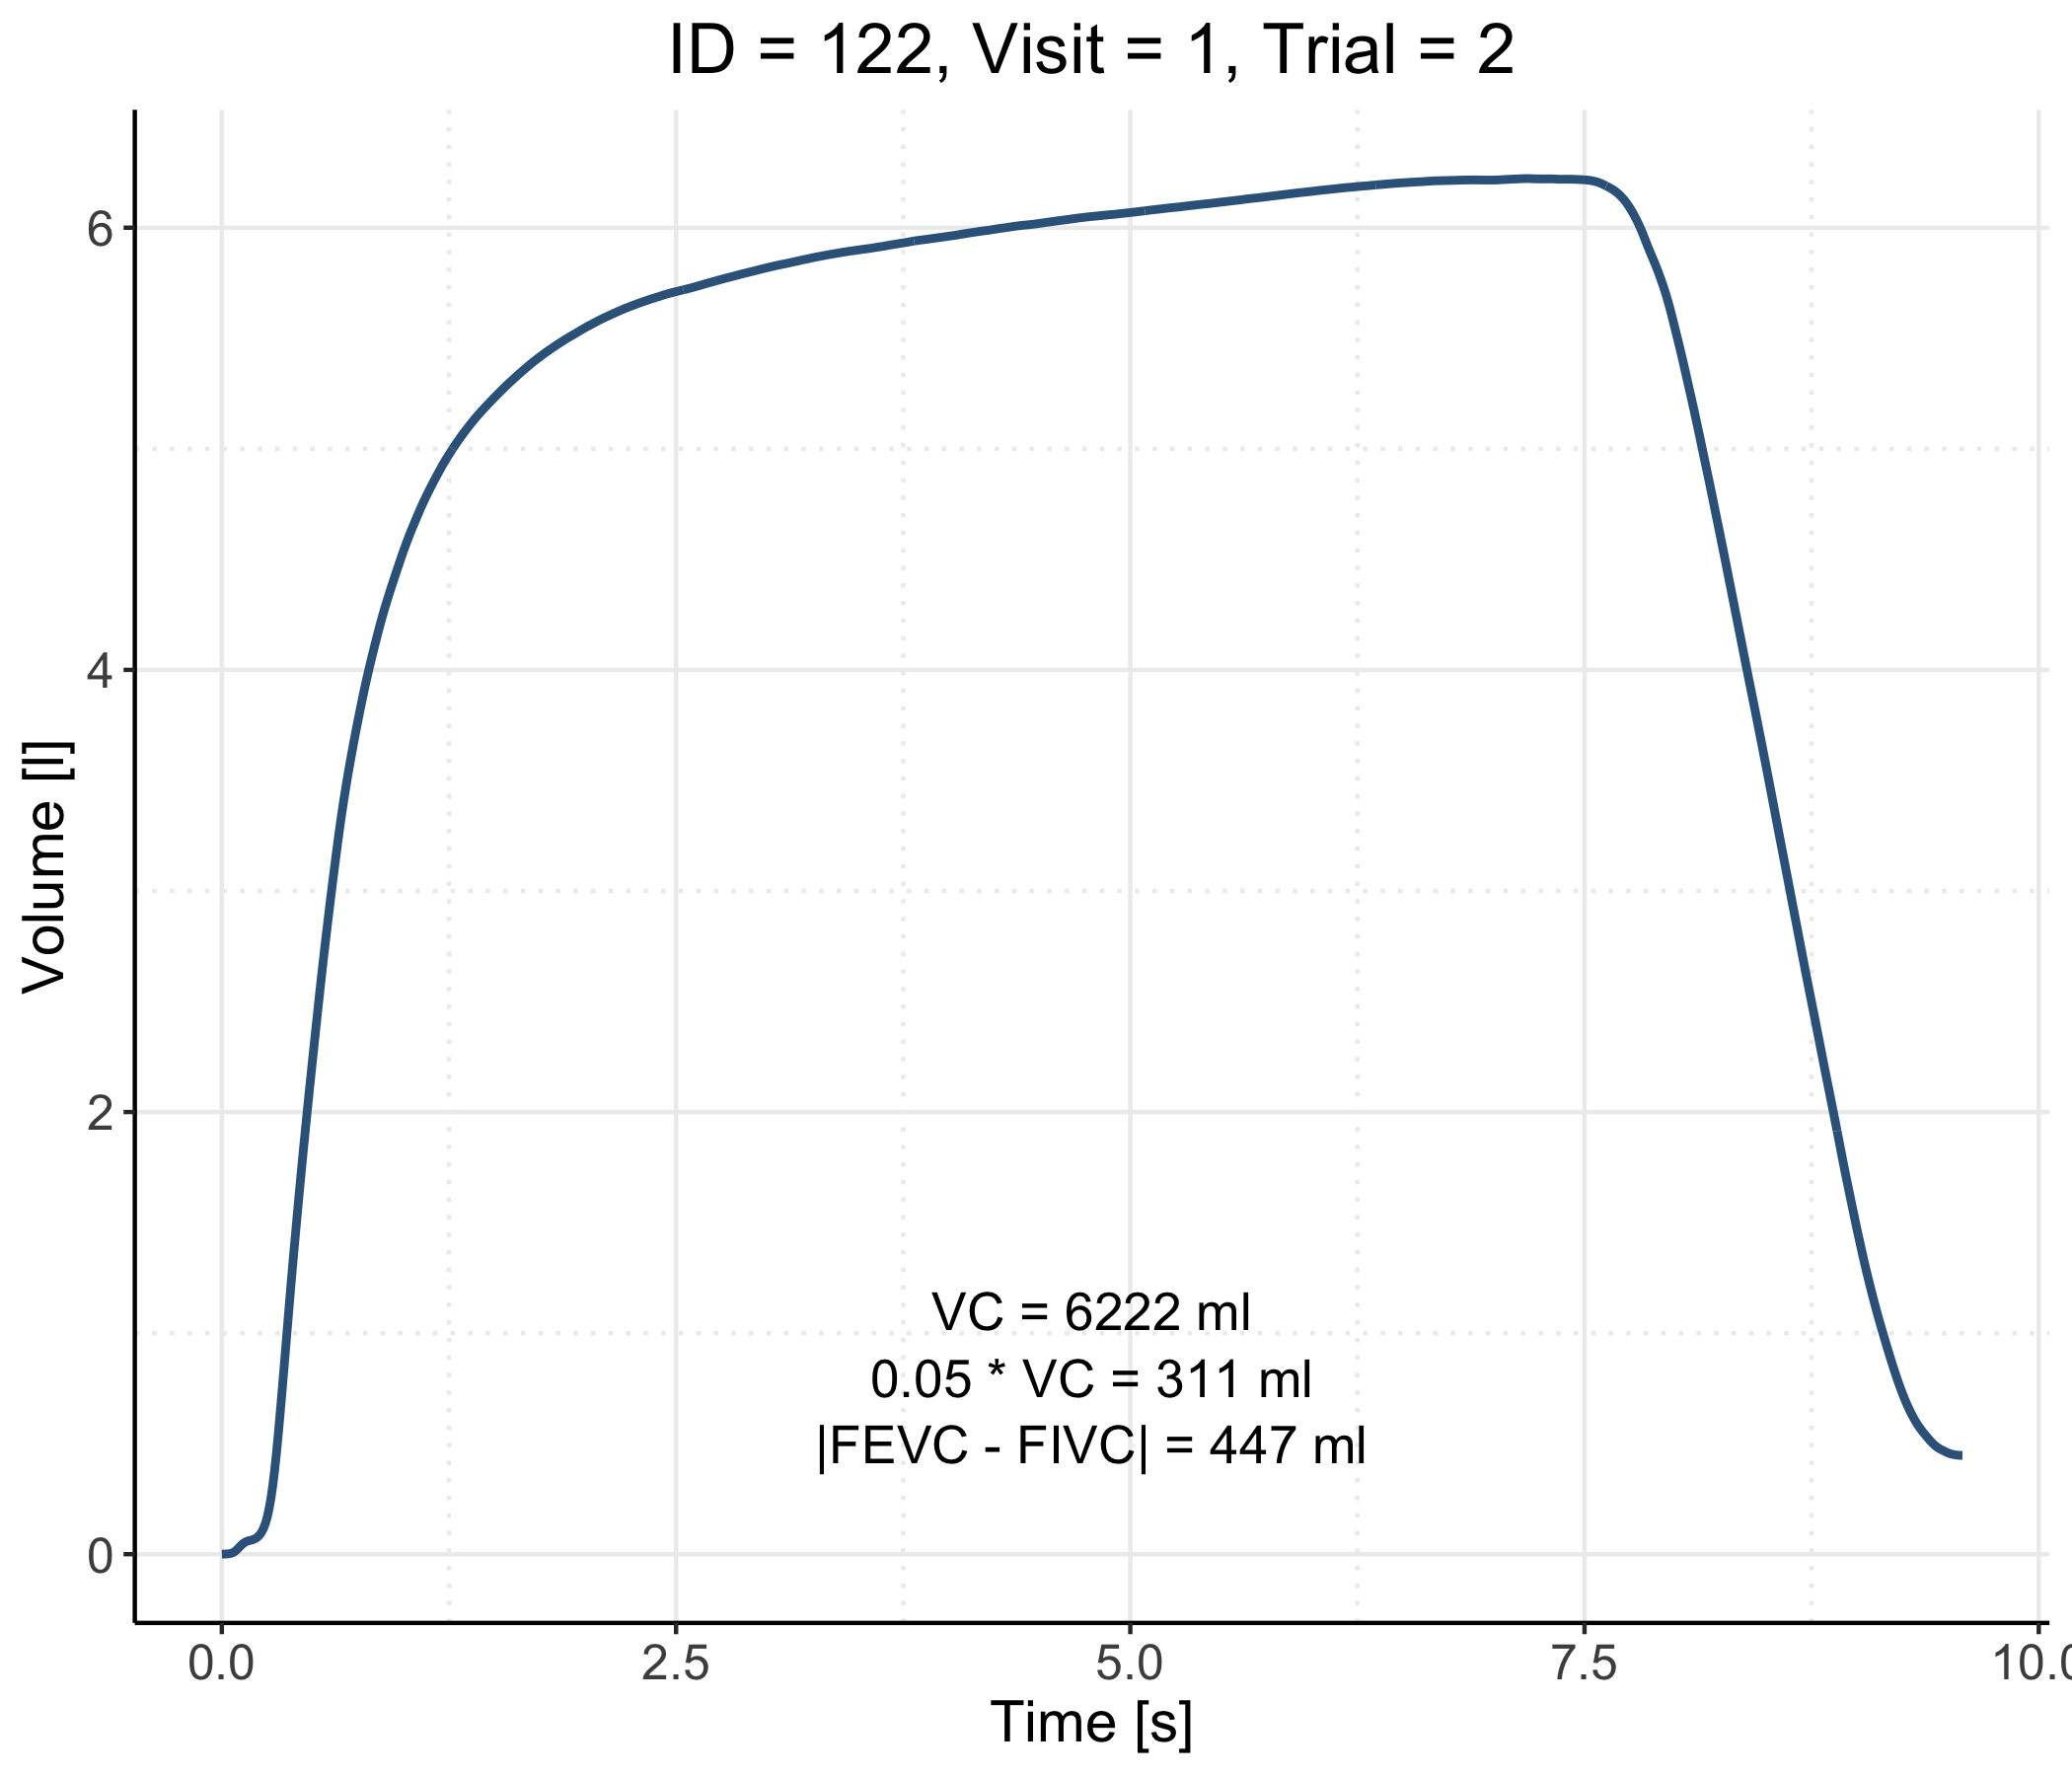 ID = 122, Visit = 1, Trial = 2
Volume [l]
6
4
2
0
VC = 6222 ml
0.05 * VC = 311 ml
|FEVC - FIVC| = 447 ml
0.0 2.5 5.0 7.5 10.0
Time [s]